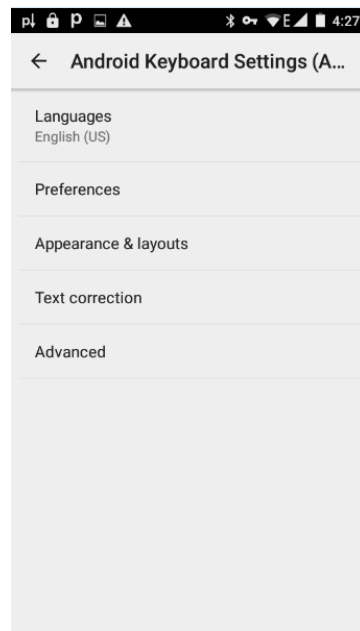 E 4:27
Android Keyboard Settings (A...
Languages
English (US)
Preferences
Appearance & layouts
Text correction
Advanced